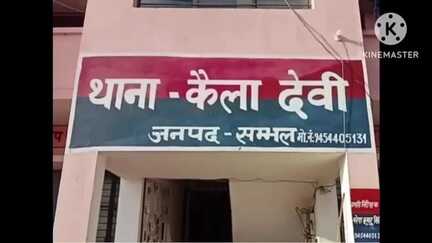 थाना - कैला देवी
जनपद - सम्भल मो.नं.9454405131
KINEMASTER